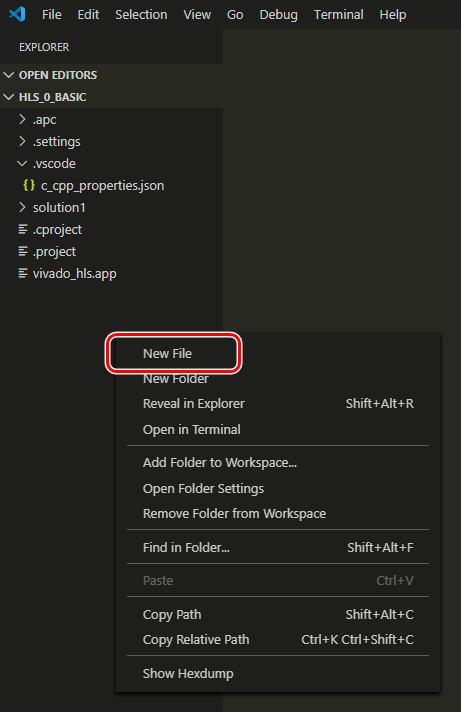 File Edit Selection View Go Debug Terminal Help
EXPLORER
OPEN EDITORS
HLS_0_BASIC
.apc
.settings
.vscode
{} c_cpp_properties.json
solution1
.cproject
.project
vivado_hls.app
New File
New Folder
Reveal in Explorer Shift+Alt+R
Open in Terminal
Add Folder to Workspace...
Open Folder Settings
Remove Folder from Workspace
Find in Folder... Shift+Alt+F
Paste Ctrl+V
Copy Path Shift+Alt+C
Copy Relative Path Ctrl+K Ctrl+Shift+C
Show Hexdump